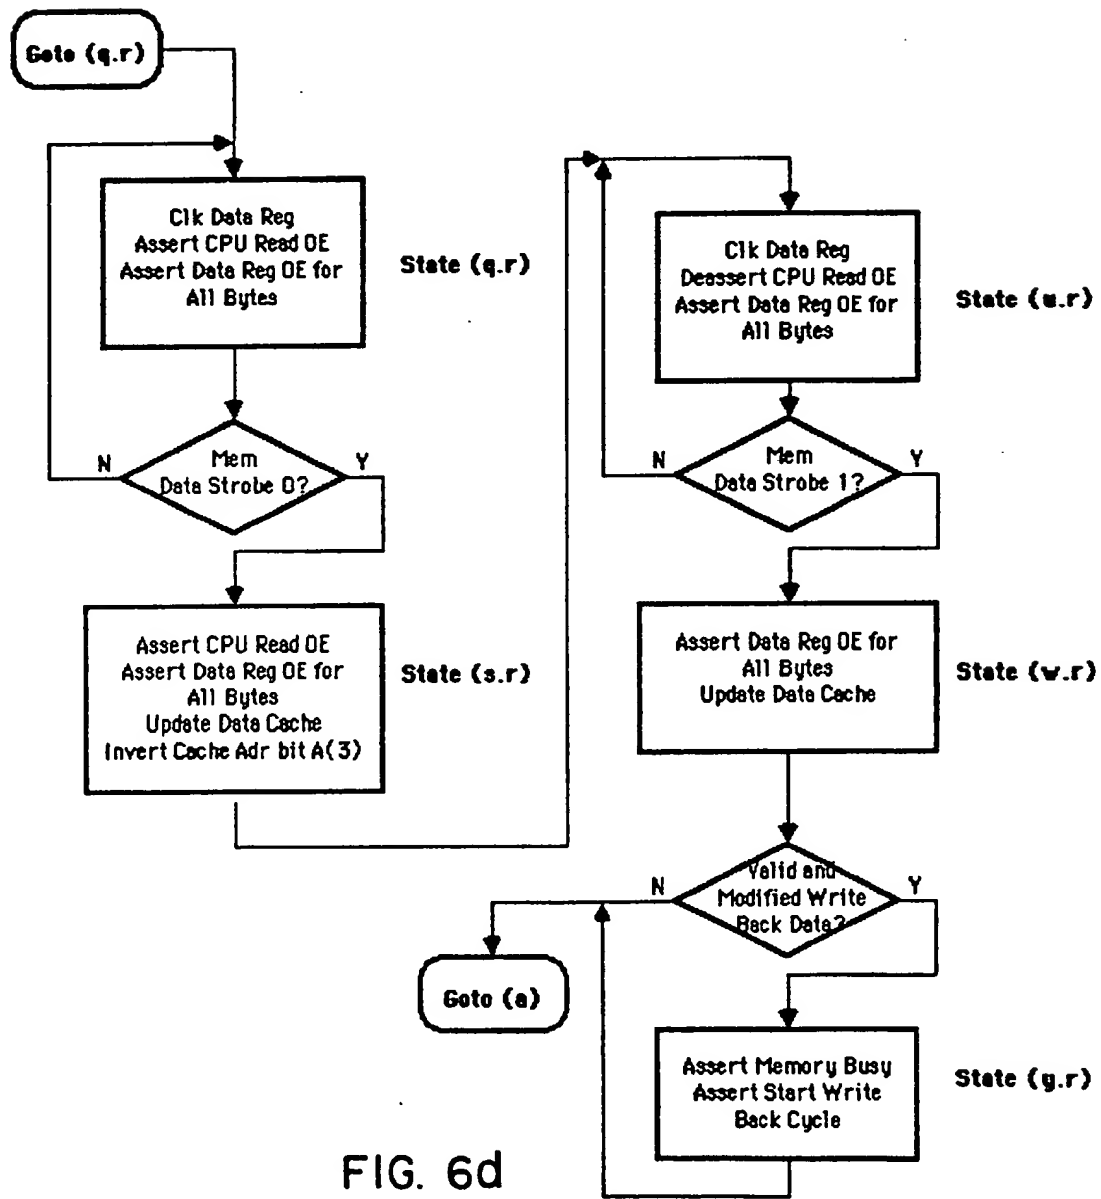 Goto (q.r)
Clk Data Reg
Assert CPU Read OE
Assert Data Reg OE for
All Bytes
State (q.r)
N
Mem
Data Strobe 0?
Y
Assert CPU Read OE
Assert Data Reg OE for
All Bytes
Update Data Cache
Invert Cache Adr bit A(3)
State (s.r)
Clk Data Reg
Deassert CPU Read OE
Assert Data Reg OE for
All Bytes
State (u.r)
N
Mem
Data Strobe 1?
Y
Assert Data Reg OE for
All Bytes
Update Data Cache
State (w.r)
N
Valid and
Modified Write
Back Data?
Y
Goto (a)
Assert Memory Busy
Assert Start Write
Back Cycle
State (y.r)
FIG. 6d